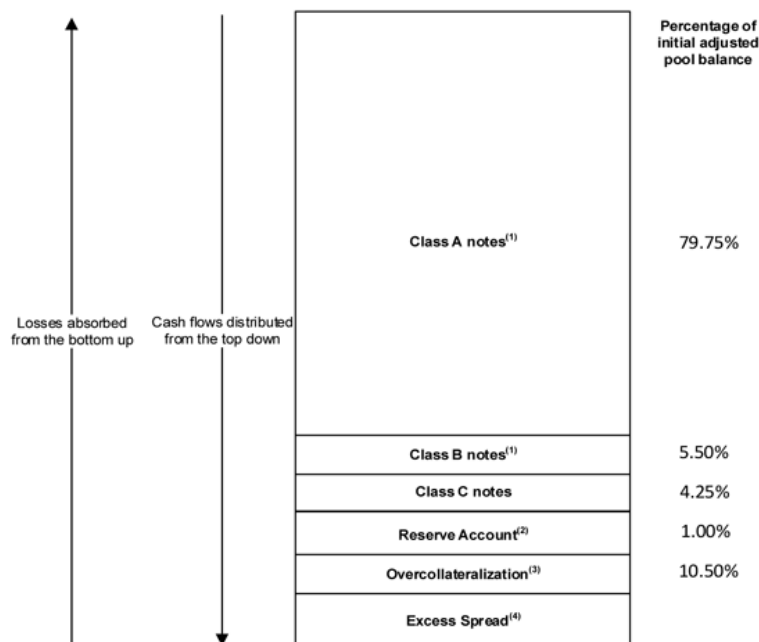 Percentage of
initial adjusted
pool balance
Class A notes(1)
79.75%
Losses absorbed
from the bottom up
Cash flows distributed
from the top down
Class B notes(1)
5.50%
Class C notes
4.25%
Reserve Account(2)
1.00%
Overcollateralization(3)
10.50%
Excess Spread(4)